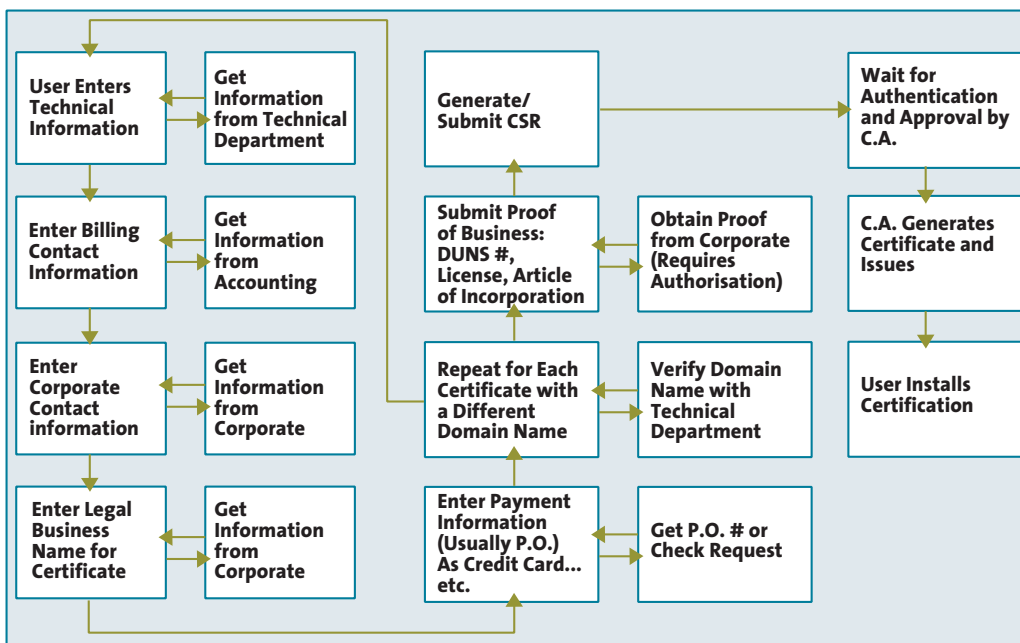 User Enters
Technical
Information
Get
Information
from Technical
Department
Enter Billing
Contact
Information
Get
Information
from
Accounting
Enter
Corporate
Contact
information
Get
Information
from
Corporate
Enter Legal
Business
Name for
Certificate
Get
Information
from
Corporate
Enter Payment
Information
(Usually P.O.)
As Credit Card...
etc.
Get P.O. # or
Check Request
Repeat for Each
Certificate with
a Different
Domain Name
Verify Domain
Name with
Technical
Department
Submit Proof
of Business:
DUNS #,
License, Article
of Incorporation
Obtain Proof
from Corporate
(Requires
Authorisation)
Generate/
Submit CSR
Wait for
Authentication
and Approval by
C.A.
C.A. Generates
Certificate and
Issues
User Installs
Certification